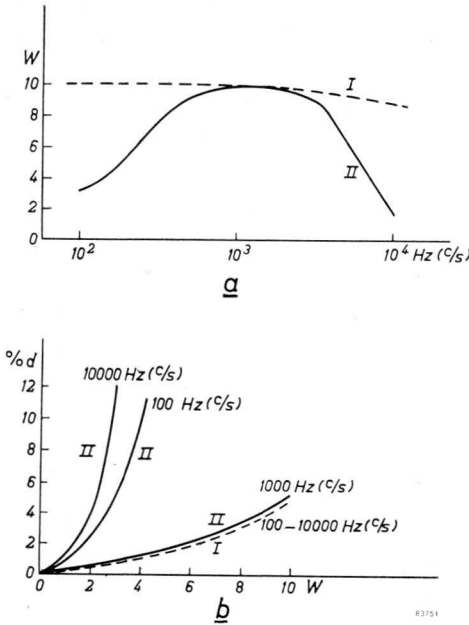 W
10
8
6
4
2
0
I
II
10² 10³ 10⁴ Hz (c/s)
a
% d
12
10
8
6
4
2
0
10000 Hz (c/s)
100 Hz (c/s)
II
II
1000 Hz (c/s)
II
100–10000 Hz (c/s)
I
0 2 4 6 8 10 W
b
83751